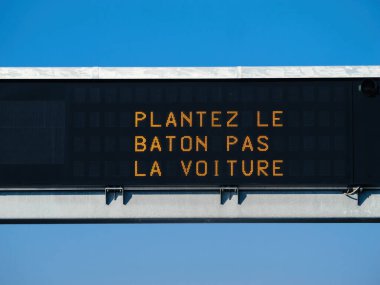 PLANTEZ LE
BATON PAS
LA VOITURE